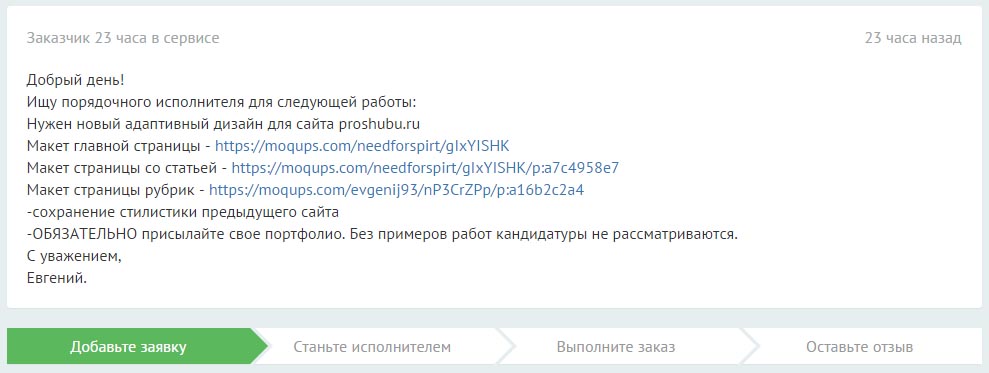 Заказчик 23 часа в сервисе
23 часа назад
Добрый день!
Ищу порядочного исполнителя для следующей работы:
Нужен новый адаптивный дизайн для сайта proshubu.ru
Макет главной страницы - https://moqups.com/needforspirt/gIxYISHK
Макет страницы со статьей - https://moqups.com/needforspirt/gIxYISHK/p:a7c4958e7
Макет страницы рубрик - https://moqups.com/evgenij93/nP3CrZPp/p:a16b2c2a4
-сохранение стилистики предыдущего сайта
-ОБЯЗАТЕЛЬНО присылайте свое портфолио. Без примеров работ кандидатуры не рассматриваются.
С уважением,
Евгений.
Добавьте заявку
Станьте исполнителем
Выполните заказ
Оставьте отзыв